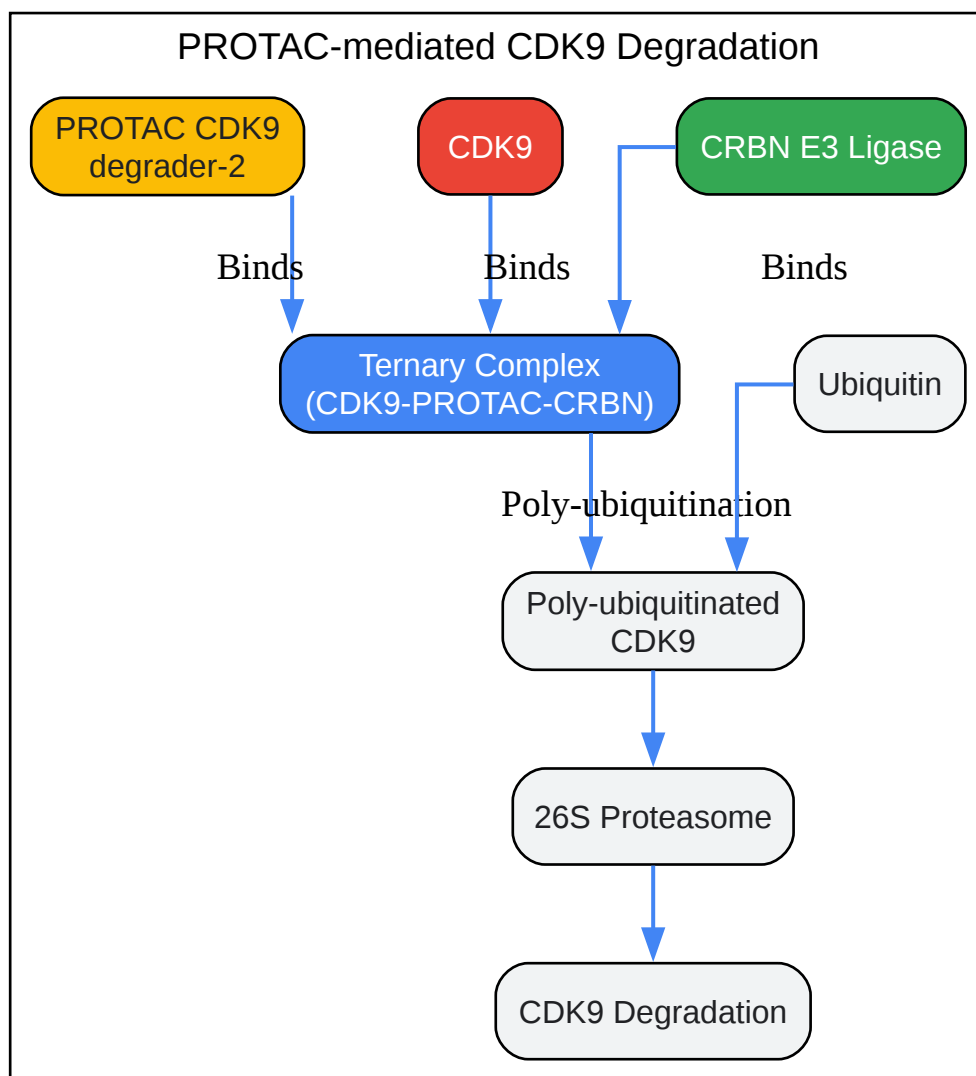 PROTAC-mediated CDK9 Degradation
PROTAC CDK9
degrader-2
CDK9
CRBN E3 Ligase
Binds
Binds
Binds
Ternary Complex
(CDK9-PROTAC-CRBN)
Ubiquitin
Poly-ubiquitination
Poly-ubiquitinated
CDK9
26S Proteasome
CDK9 Degradation